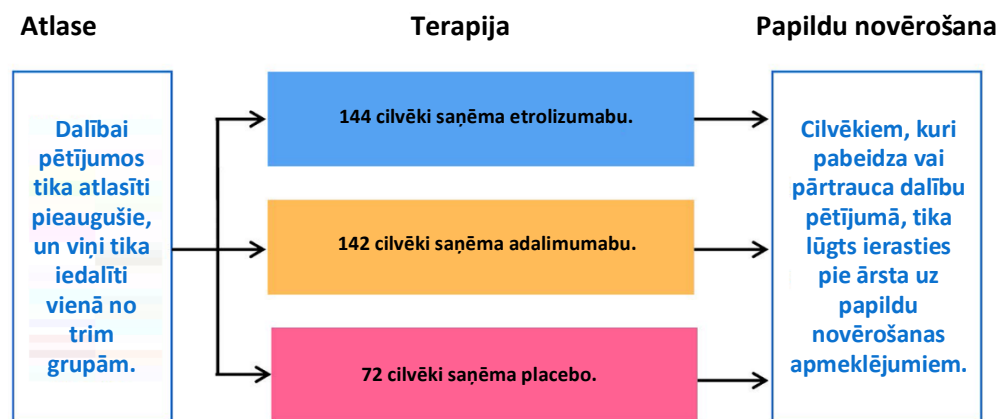 Atlase
Terapija
Papildu novērošana
Dalībai
pētījumos
tika atlasīti
pieaugušie,
un viņi tika
iedalīti
vienā no
trim
grupām.
144 cilvēki saņēma etrolizumabu.
142 cilvēki saņēma adalimumabu.
72 cilvēki saņēma placebo.
Cilvēkiem, kuri
pabeidza vai
pārtrauca dalību
pētījumā, tika
lūgts ierasties
pie ārsta uz
papildu
novērošanas
apmeklējumiem.